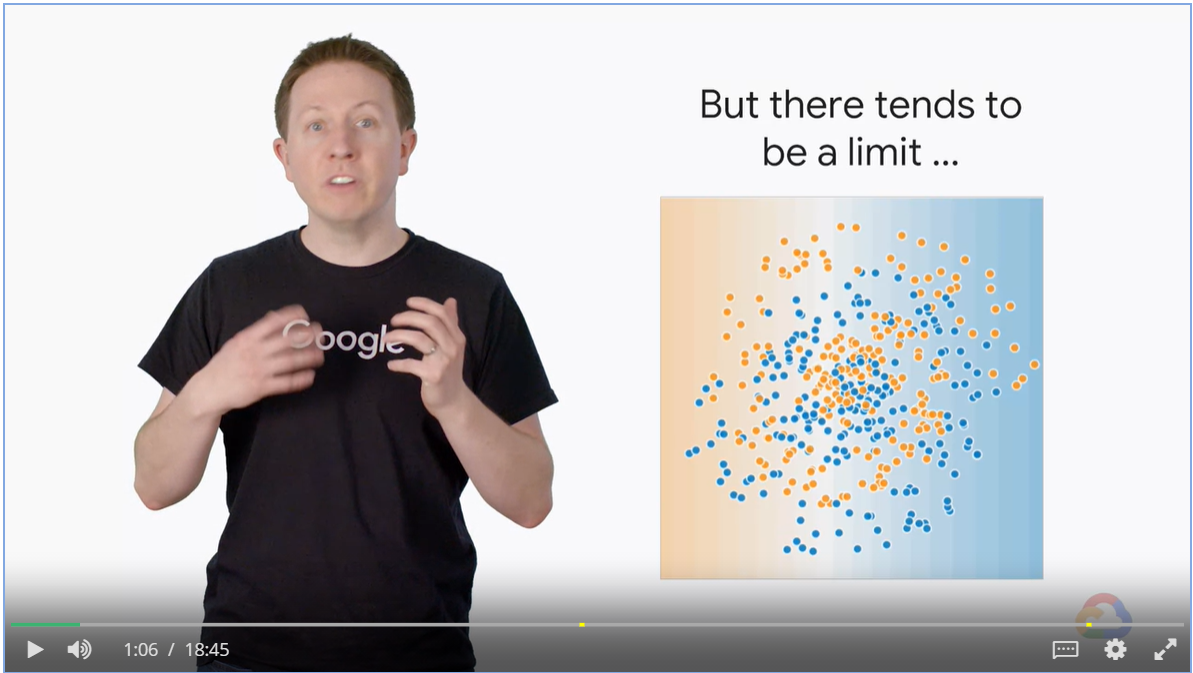 But there tends to
be a limit ...
Google
1:06 / 18:45